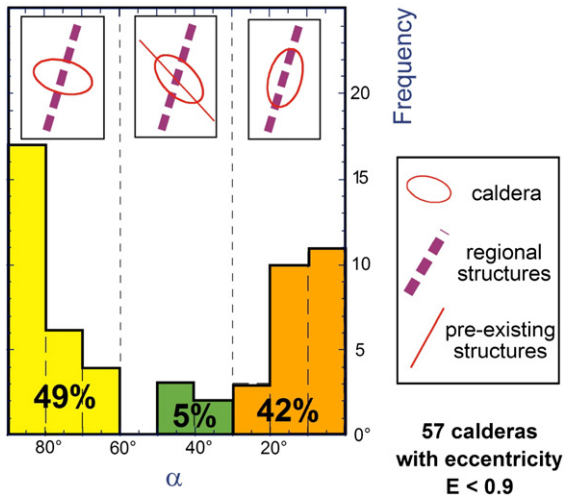 Frequency
20
15
10
5
0°
49%
5%
42%
80°
60°
40°
20°
α
caldera
regional
structures
pre-existing
structures
57 calderas
with eccentricity
E < 0.9